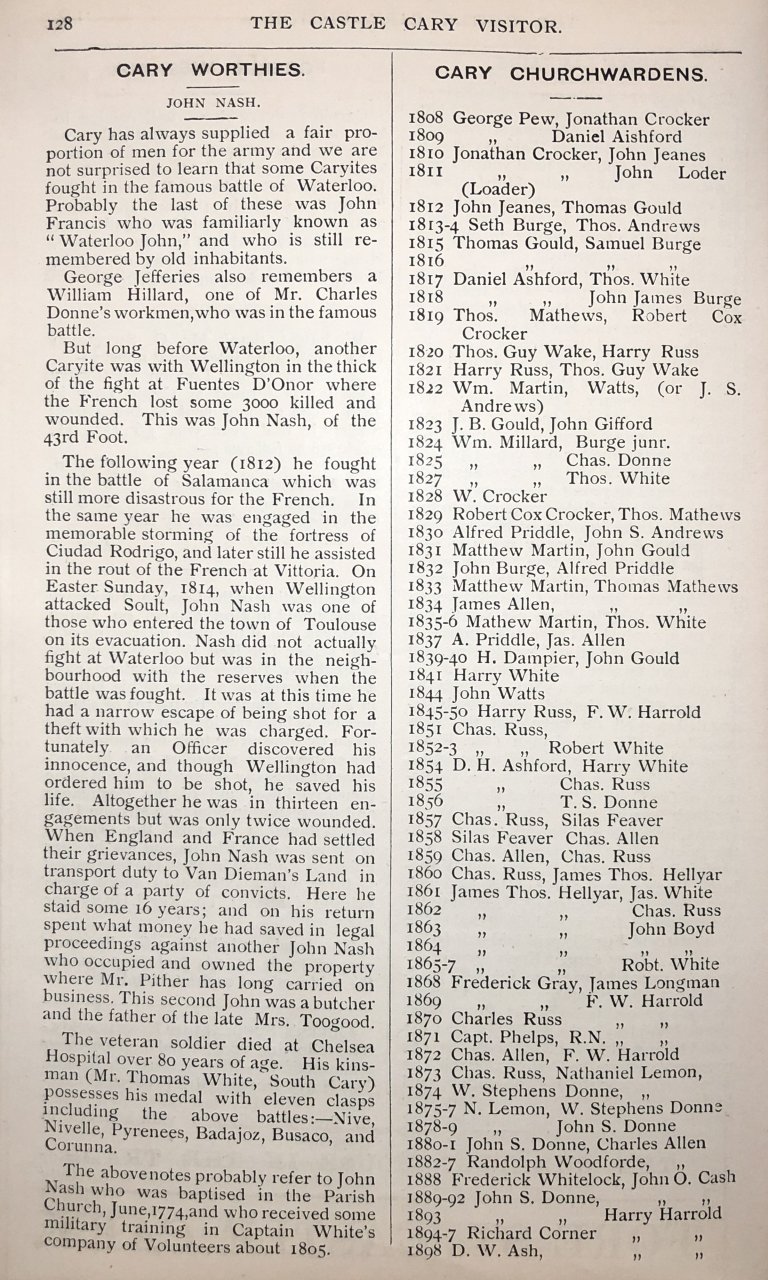 128
THE CASTLE CARY VISITOR.
CARY WORTHIES.
JOHN NASH.
Cary has always supplied a fair pro-
portion of men for the army and we are
not surprised to learn that some Caryites
fought in the famous battle of Waterloo.
Probably the last of these was John
Francis who was familiarly known as
“ Waterloo John,” and who is still re-
membered by old inhabitants.
George Jefferies also remembers a
William Hillard, one of Mr. Charles
Donne's workmen,who was in the famous
battle.
But long before Waterloo, another
Caryite was with Wellington in the thick
of the fight at Fuentes D'Onor where
the French lost some 3000 killed and
wounded. This was John Nash, of the
43rd Foot.
The following year (1812) he fought
in the battle of Salamanca which was
still more disastrous for the French. In
the same year he was engaged in the
memorable storming of the fortress of
Ciudad Rodrigo, and later still he assisted
in the rout of the French at Vittoria. On
Easter Sunday, 1814, when Wellington
attacked Soult, John Nash was one of
those who entered the town of Toulouse
on its evacuation. Nash did not actually
fight at Waterloo but was in the neigh-
bourhood with the reserves when the
battle was fought. It was at this time he
had a narrow escape of being shot for a
theft with which he was charged. For-
tunately an Officer discovered his
innocence, and though Wellington had
ordered him to be shot, he saved his
life. Altogether he was in thirteen en-
gagements but was only twice wounded.
When England and France had settled
their grievances, John Nash was sent on
transport duty to Van Dieman's Land in
charge of a party of convicts. Here he
staid some 16 years; and on his return
spent what money he had saved in legal
proceedings against another John Nash
who occupied and owned the property
where Mr. Pither has long carried on
business. This second John was a butcher
and the father of the late Mrs. Toogood.
The veteran soldier died at Chelsea
Hospital over 80 years of age. His kins-
man (Mr. Thomas White, South Cary)
possesses his medal with eleven clasps
including the above battles:—Nive,
Nivelle, Pyrenees, Badajoz, Busaco, and
Corunna.
The above notes probably refer to John
Nash who was baptised in the Parish
Church, June,1774,and who received some
military training in Captain White's
company of Volunteers about 1805.
CARY CHURCHWARDENS.
1808 George Pew, Jonathan Crocker
1809 „ Daniel Aishford
1810 Jonathan Crocker, John Jeanes
1811 „ „ John Loder
(Loader)
1812 John Jeanes, Thomas Gould
1813-4 Seth Burge, Thos. Andrews
1815 Thomas Gould, Samuel Burge
1816 „ „ „
1817 Daniel Ashford, Thos. White
1818 „ „ John James Burge
1819 Thos. Mathews, Robert Cox
Crocker
1820 Thos. Guy Wake, Harry Russ
1821 Harry Russ, Thos. Guy Wake
1822 Wm. Martin, Watts, (or J. S.
Andrews)
1823 J. B. Gould, John Gifford
1824 Wm. Millard, Burge junr.
1825 „ „ Chas. Donne
1827 „ „ Thos. White
1828 W. Crocker
1829 Robert Cox Crocker, Thos. Mathews
1830 Alfred Priddle, John S. Andrews
1831 Matthew Martin, John Gould
1832 John Burge, Alfred Priddle
1833 Matthew Martin, Thomas Mathews
1834 James Allen, „ „
1835-6 Mathew Martin, Thos. White
1837 A. Priddle, Jas. Allen
1839-40 H. Dampier, John Gould
1841 Harry White
1844 John Watts
1845-50 Harry Russ, F. W. Harrold
1851 Chas. Russ,
1852-3 „ „ Robert White
1854 D. H. Ashford, Harry White
1855 „ Chas. Russ
1856 „ T. S. Donne
1857 Chas. Russ, Silas Feaver
1858 Silas Feaver Chas. Allen
1859 Chas. Allen, Chas. Russ
1860 Chas. Russ, James Thos. Hellyar
1861 James Thos. Hellyar, Jas. White
1862 „ „ Chas. Russ
1863 „ „ John Boyd
1864 „ „ „ „
1865-7 „ „ Robt. White
1868 Frederick Gray, James Longman
1869 „ „ F. W. Harrold
1870 Charles Russ „ „
1871 Capt. Phelps, R.N. „ „
1872 Chas. Allen, F. W. Harrold
1873 Chas. Russ, Nathaniel Lemon,
1874 W. Stephens Donne, „
1875-7 N. Lemon, W. Stephens Donne
1878-9 „ John S. Donne
1880-1 John S. Donne, Charles Allen
1882-7 Randolph Woodforde, „
1888 Frederick Whitelock, John O. Cash
1889-92 John S. Donne, „ „
1893 „ „ Harry Harrold
1894-7 Richard Corner „ „
1898 D. W. Ash, „ „